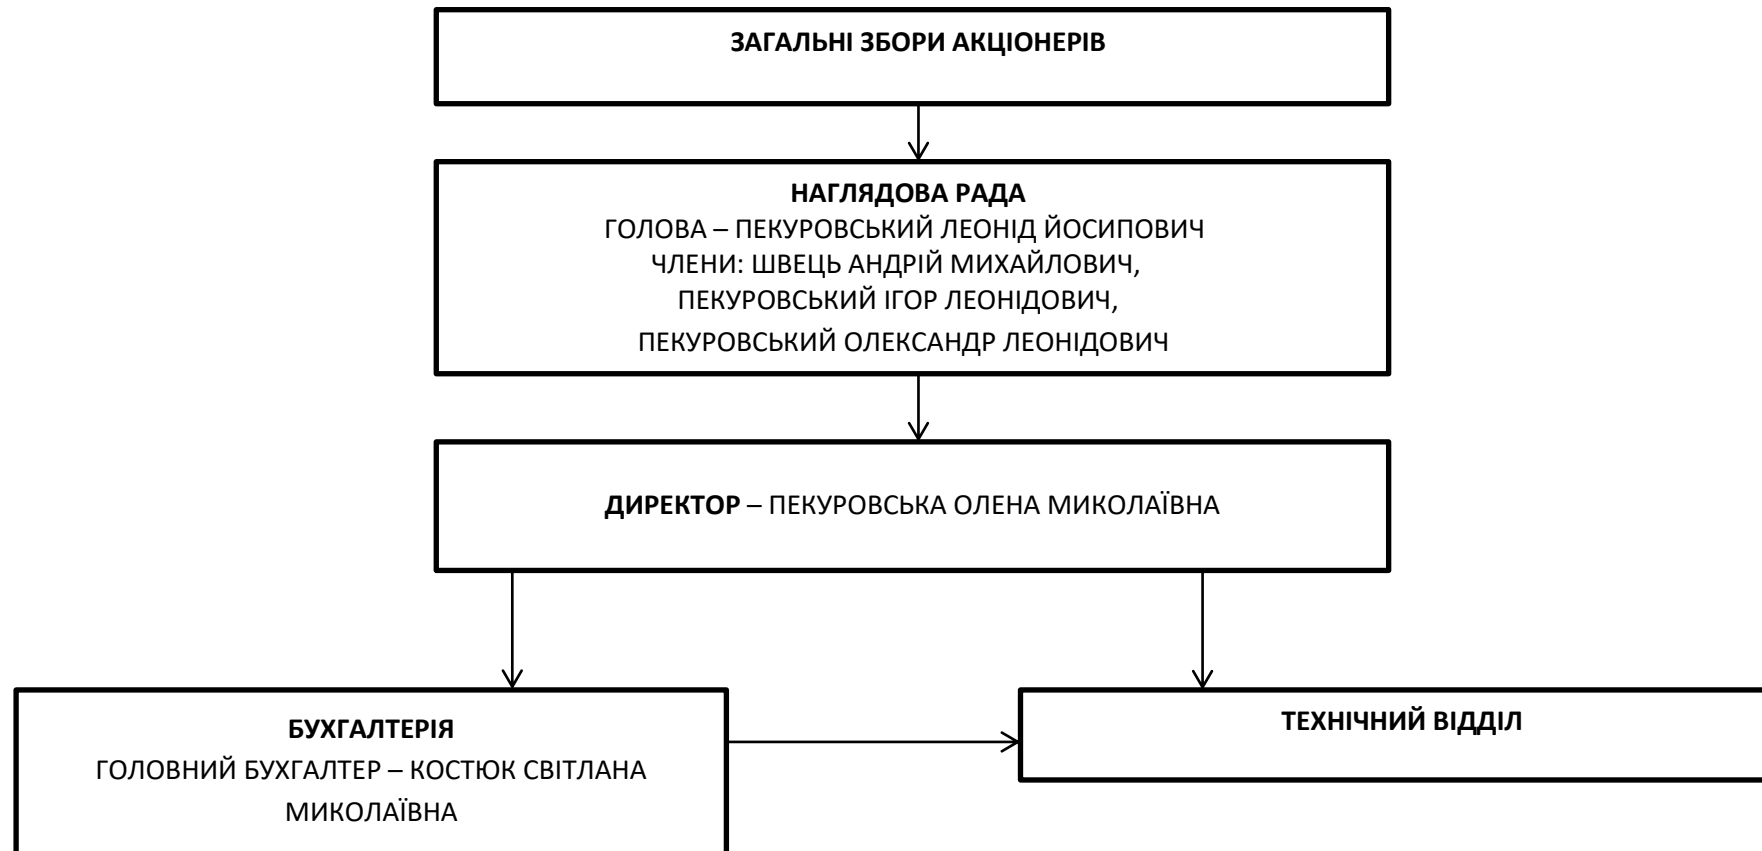 ЗАГАЛЬНІ ЗБОРИ АКЦІОНЕРІВ
НАГЛЯДОВА РАДА
ГОЛОВА – ПЕКУРОВСЬКИЙ ЛЕОНІД ЙОСИПОВИЧ
ЧЛЕНИ: ШВЕЦЬ АНДРІЙ МИХАЙЛОВИЧ,
ПЕКУРОВСЬКИЙ ІГОР ЛЕОНІДОВИЧ,
ПЕКУРОВСЬКИЙ ОЛЕКСАНДР ЛЕОНІДОВИЧ
ДИРЕКТОР – ПЕКУРОВСЬКА ОЛЕНА МИКОЛАЇВНА
БУХГАЛТЕРІЯ
ГОЛОВНИЙ БУХГАЛТЕР – КОСТЮК СВІТЛАНА
МИКОЛАЇВНА
ТЕХНІЧНИЙ ВІДДІЛ